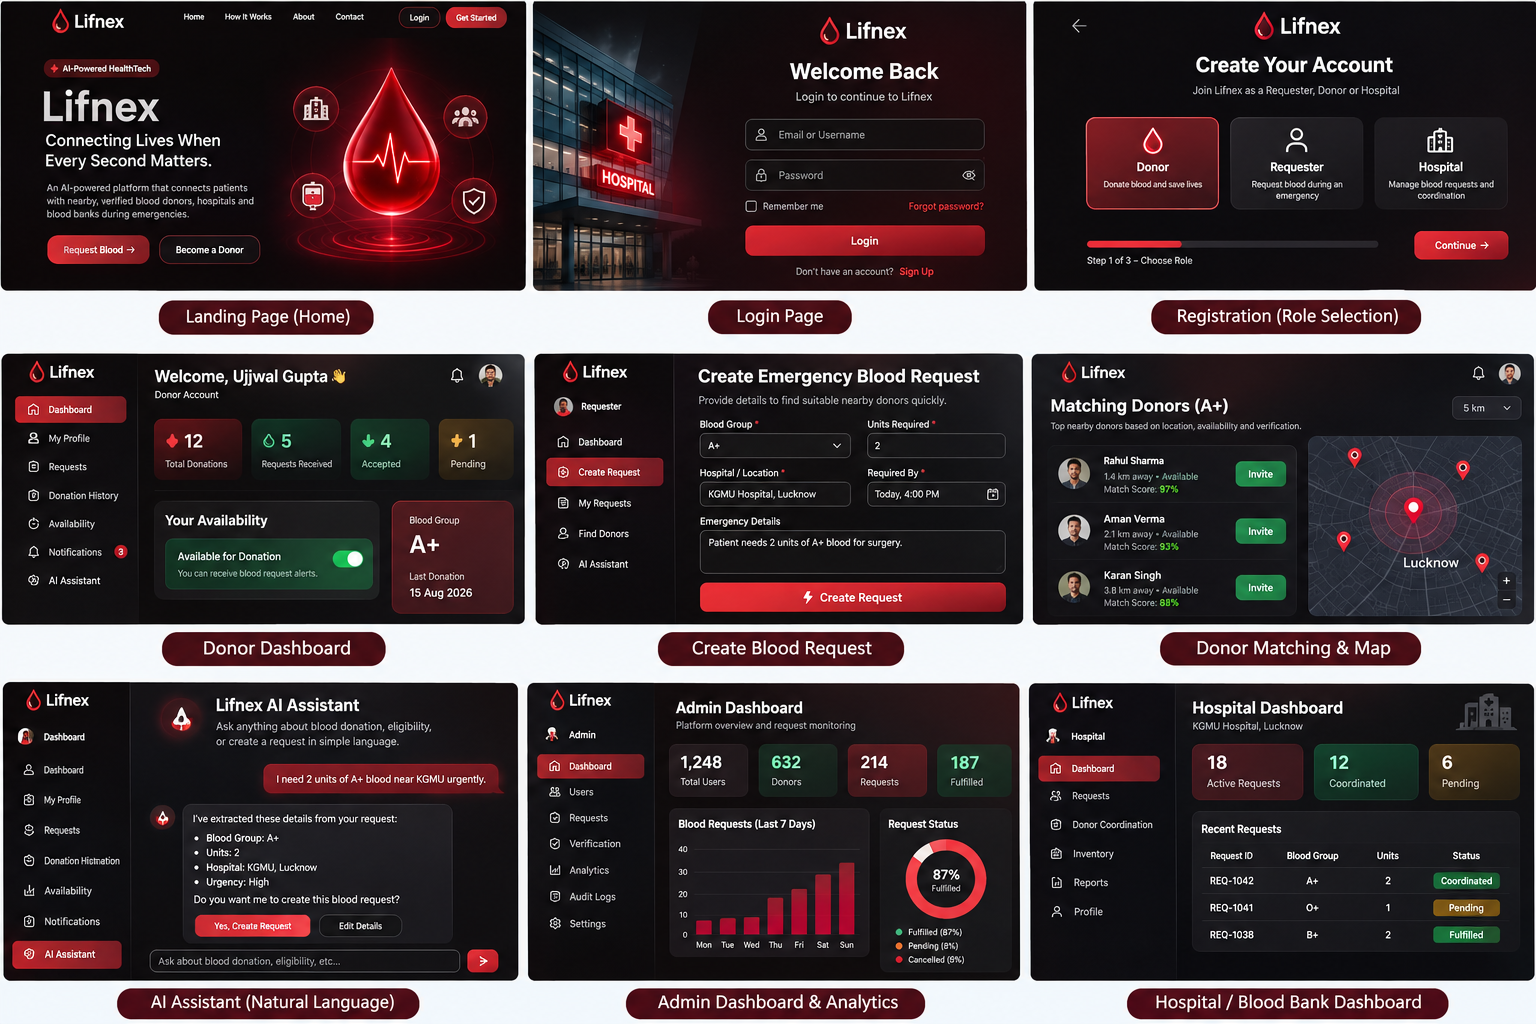 Lifnex
Home
How It Works
About
Contact
Login
Get Started
AI-Powered HealthTech
Lifnex
Connecting Lives When
Every Second Matters.
An AI-powered platform that connects patients
with nearby, verified blood donors, hospitals and
blood banks during emergencies.
Request Blood →
Become a Donor
Landing Page (Home)
HOSPITAL
Lifnex
Welcome Back
Login to continue to Lifnex
Email or Username
Password
Remember me
Forgot password?
Login
Don't have an account? Sign Up
Login Page
Lifnex
Create Your Account
Join Lifnex as a Requester, Donor or Hospital
Donor
Donate blood and save lives
Requester
Request blood during an
emergency
Hospital
Manage blood requests and
coordination
Step 1 of 3 – Choose Role
Continue →
Registration (Role Selection)
Lifnex
Dashboard
My Profile
Requests
Donation History
Availability
Notifications
3
AI Assistant
Welcome, Ujjwal Gupta 👋
Donor Account
12
Total Donations
5
Requests Received
4
Accepted
1
Pending
Your Availability
Available for Donation
You can receive blood request alerts.
Blood Group
A+
Last Donation
15 Aug 2026
Donor Dashboard
Lifnex
Requester
Dashboard
Create Request
My Requests
Find Donors
AI Assistant
Create Emergency Blood Request
Provide details to find suitable nearby donors quickly.
Blood Group *
A+
Units Required *
2
Hospital / Location *
KGMU Hospital, Lucknow
Required By *
Today, 4:00 PM
Emergency Details
Patient needs 2 units of A+ blood for surgery.
Create Request
Create Blood Request
Lifnex
Matching Donors (A+)
Top nearby donors based on location, availability and verification.
5 km
Rahul Sharma
1.4 km away • Available
Match Score: 97%
Invite
Aman Verma
2.1 km away • Available
Match Score: 93%
Invite
Karan Singh
3.8 km away • Available
Match Score: 88%
Invite
Lucknow
+
−
Donor Matching & Map
Lifnex
Dashboard
Dashboard
My Profile
Requests
Donation Histnation
Availability
Notifications
AI Assistant
Lifnex AI Assistant
Ask anything about blood donation, eligibility,
or create a request in simple language.
I need 2 units of A+ blood near KGMU urgently.
I've extracted these details from your request:
• Blood Group: A+
• Units: 2
• Hospital: KGMU, Lucknow
• Urgency: High
Do you want me to create this blood request?
Yes, Create Request
Edit Details
Ask about blood donation, eligibility, etc...
AI Assistant (Natural Language)
Lifnex
Admin
Dashboard
Users
Requests
Verification
Analytics
Audit Logs
Settings
Admin Dashboard
Platform overview and request monitoring
1,248
Total Users
632
Donors
214
Requests
187
Fulfilled
Blood Requests (Last 7 Days)
40
30
20
10
0
Mon Tue Wed Thu Fri Sat Sun
Request Status
87%
Fulfilled
Fulfilled (87%)
Pending (8%)
Cancelled (9%)
Admin Dashboard & Analytics
Lifnex
Hospital
Dashboard
Requests
Donor Coordination
Inventory
Reports
Profile
Hospital Dashboard
KGMU Hospital, Lucknow
18
Active Requests
12
Coordinated
6
Pending
Recent Requests
Request ID Blood Group Units Status
REQ-1042 A+ 2 Coordinated
REQ-1041 O+ 1 Pending
REQ-1038 B+ 2 Fulfilled
Hospital / Blood Bank Dashboard